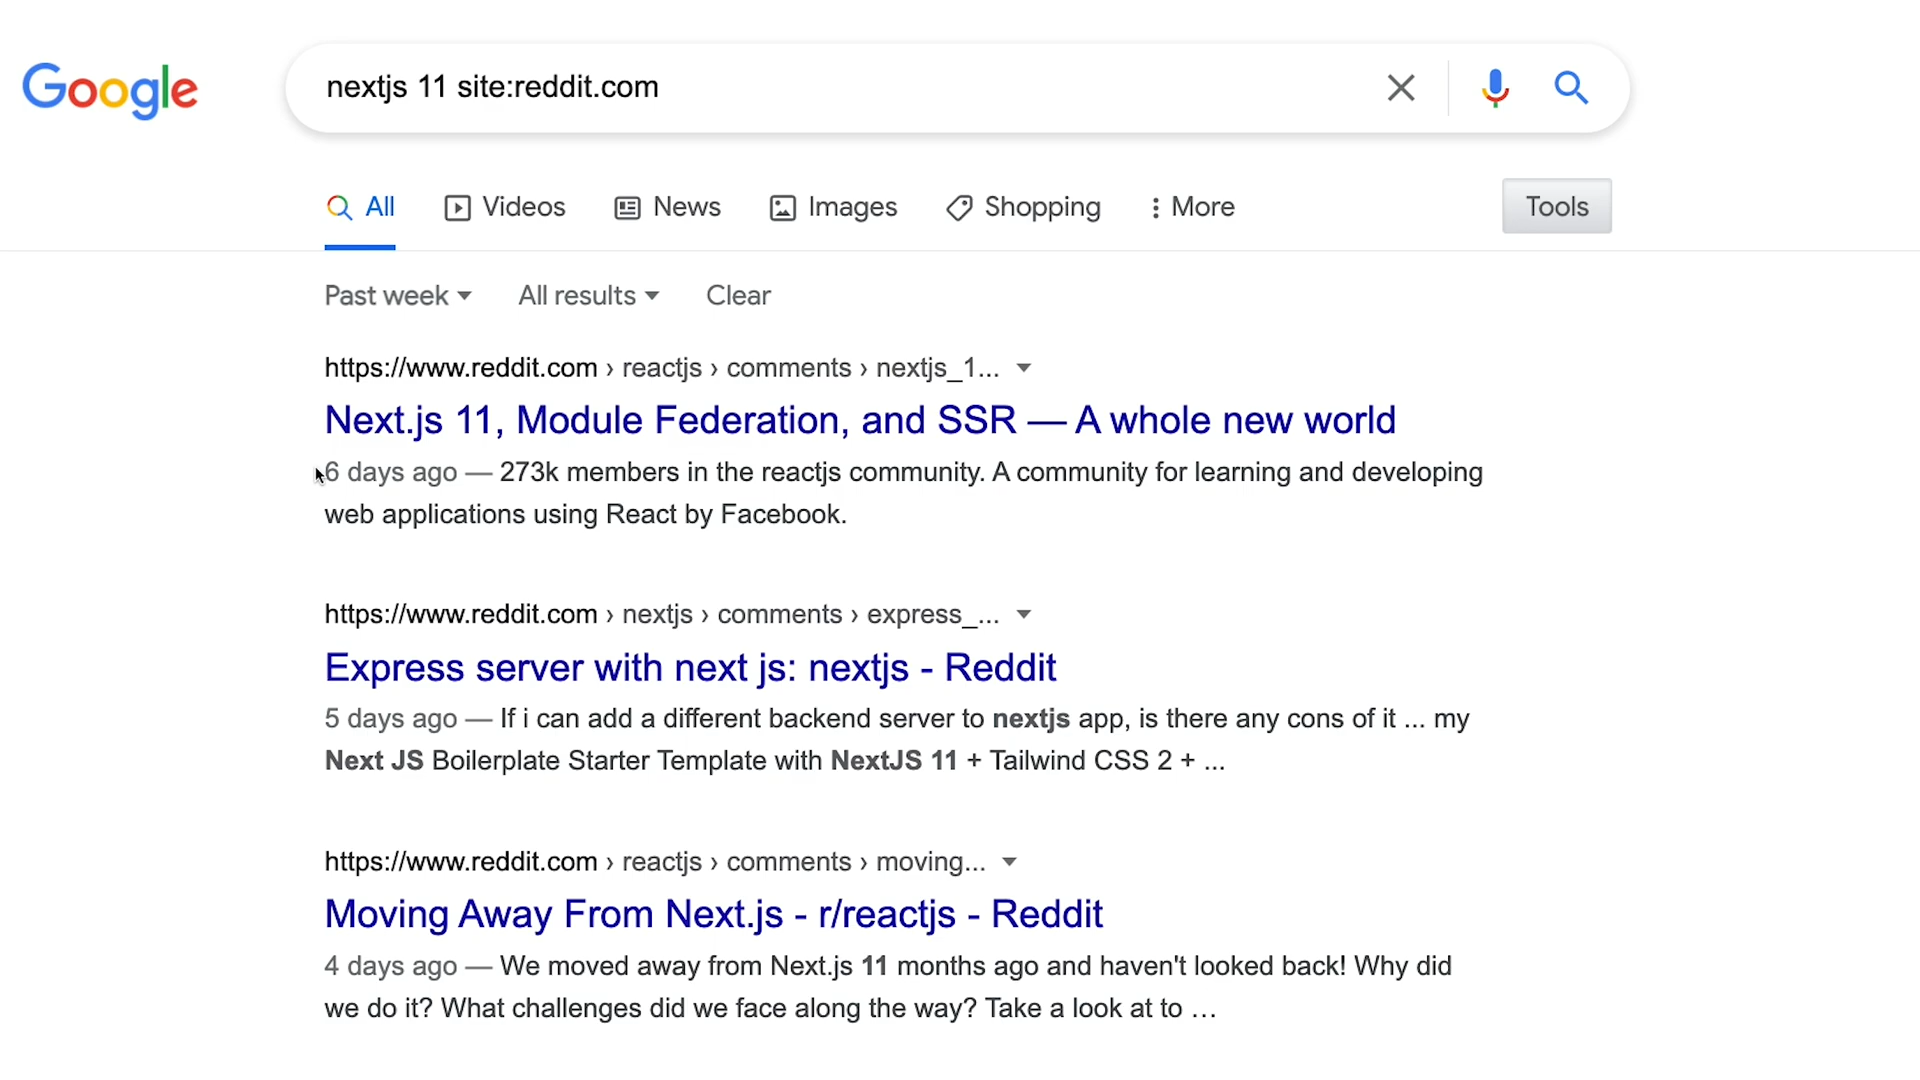 Google
nextjs 11 site:reddit.com
All Videos News Images Shopping More Tools
Past week All results Clear
https://www.reddit.com › reactjs › comments › nextjs_1...
Next.js 11, Module Federation, and SSR — A whole new world
6 days ago — 273k members in the reactjs community. A community for learning and developing
web applications using React by Facebook.
https://www.reddit.com › nextjs › comments › express_...
Express server with next js: nextjs - Reddit
5 days ago — If i can add a different backend server to nextjs app, is there any cons of it ... my
Next JS Boilerplate Starter Template with NextJS 11 + Tailwind CSS 2 + ...
https://www.reddit.com › reactjs › comments › moving...
Moving Away From Next.js - r/reactjs - Reddit
4 days ago — We moved away from Next.js 11 months ago and haven't looked back! Why did
we do it? What challenges did we face along the way? Take a look at to …